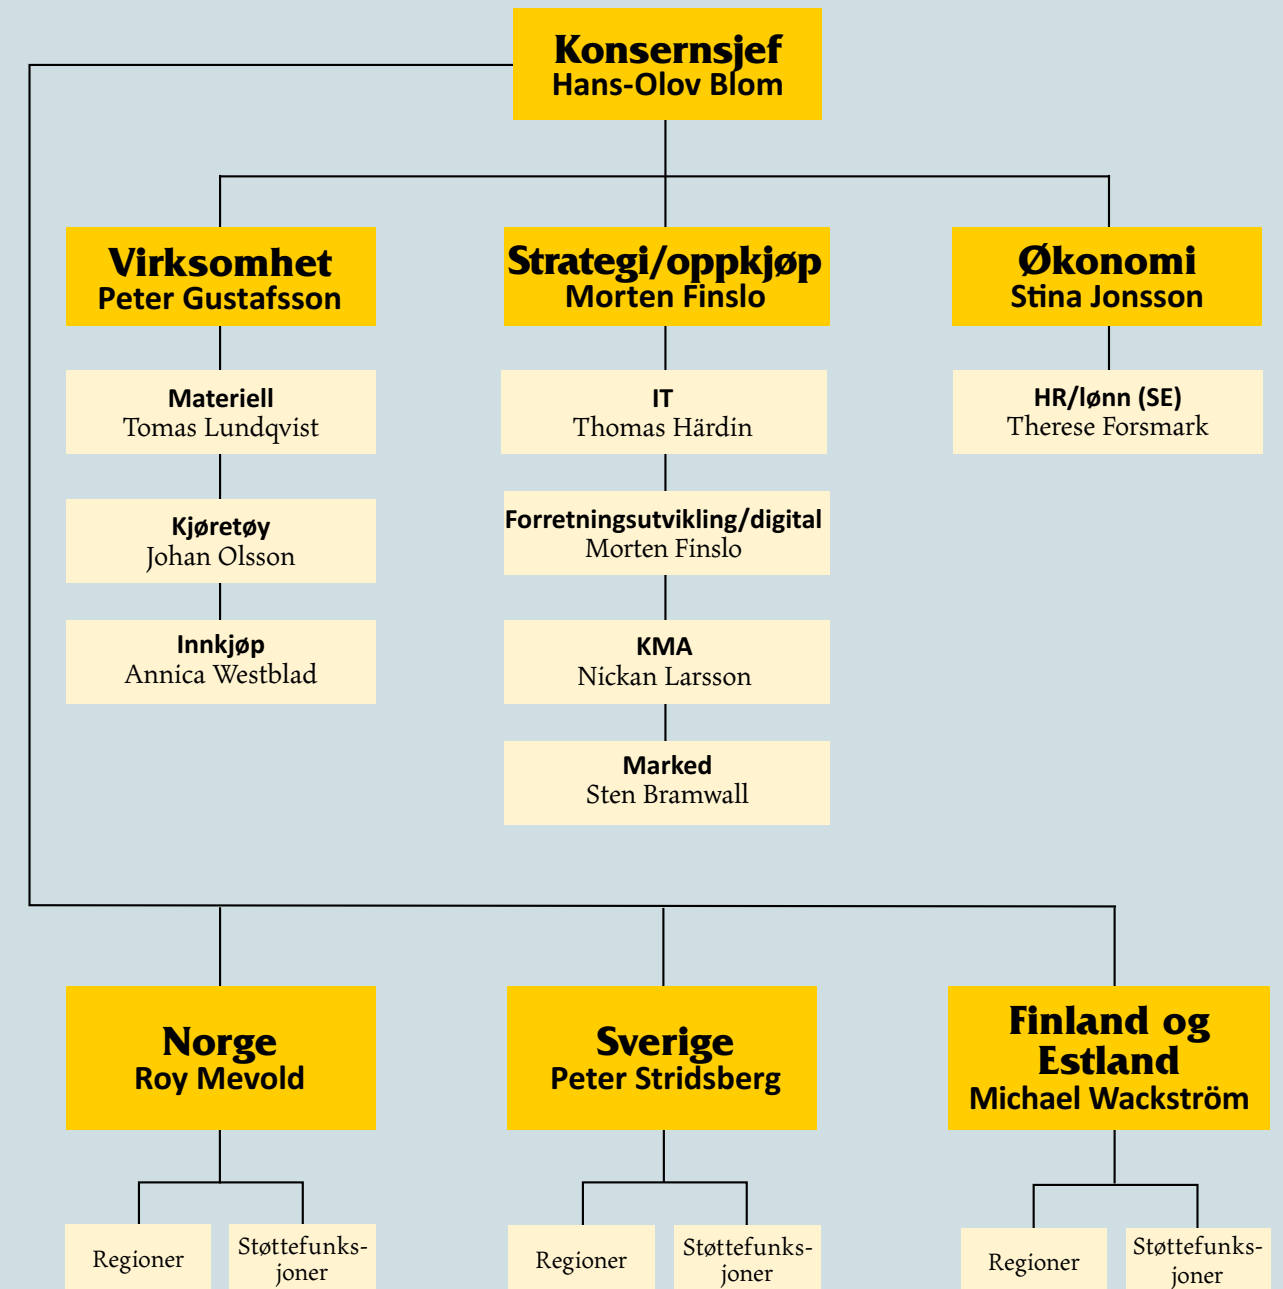 Konsernsjef
Hans-Olov Blom
Virksomhet
Peter Gustafsson
Strategi/oppkjøp
Morten Finslo
Økonomi
Stina Jonsson
Materiell
Tomas Lundqvist
IT
Thomas Härdin
HR/lønn (SE)
Therese Forsmark
Kjøretøy
Johan Olsson
Forretningsutvikling/digital
Morten Finslo
Innkjøp
Annica Westblad
KMA
Nickan Larsson
Marked
Sten Bramwall
Norge
Roy Mevold
Sverige
Peter Stridsberg
Finland og
Estland
Michael Wackström
Regioner
Støttefunks-
joner
Regioner
Støttefunks-
joner
Regioner
Støttefunks-
joner